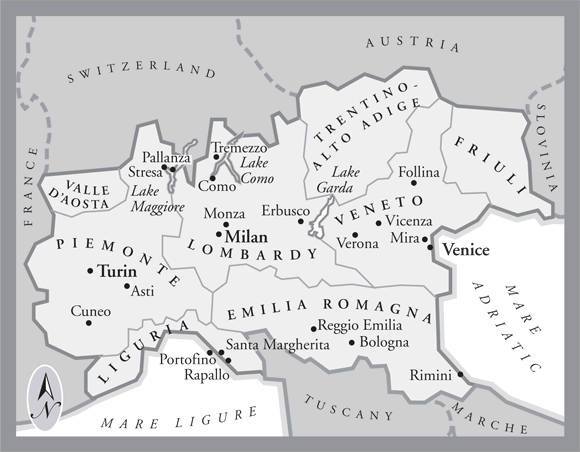 AUSTRIA
SWITZERLAND
SLOVINIA
FRANCE
TRENTINO-
ALTO ADIGE
FRIULI
VALLE
D'AOSTA
Pallanza
Stresa
Lake
Maggiore
Tremezzo
Lake
Como
Como
Lake
Garda
Follina
VENETO
Monza
Erbusco
Milan
LOMBARDY
Vicenza
Verona
Mira
Venice
PIEMONTE
Turin
Asti
Cuneo
MARE
ADRIATIC
EMILIA ROMAGNA
Reggio Emilia
Bologna
LIGURIA
Santa Margherita
Portofino
Rapallo
Rimini
MARE LIGURE
TUSCANY
MARCHE
N